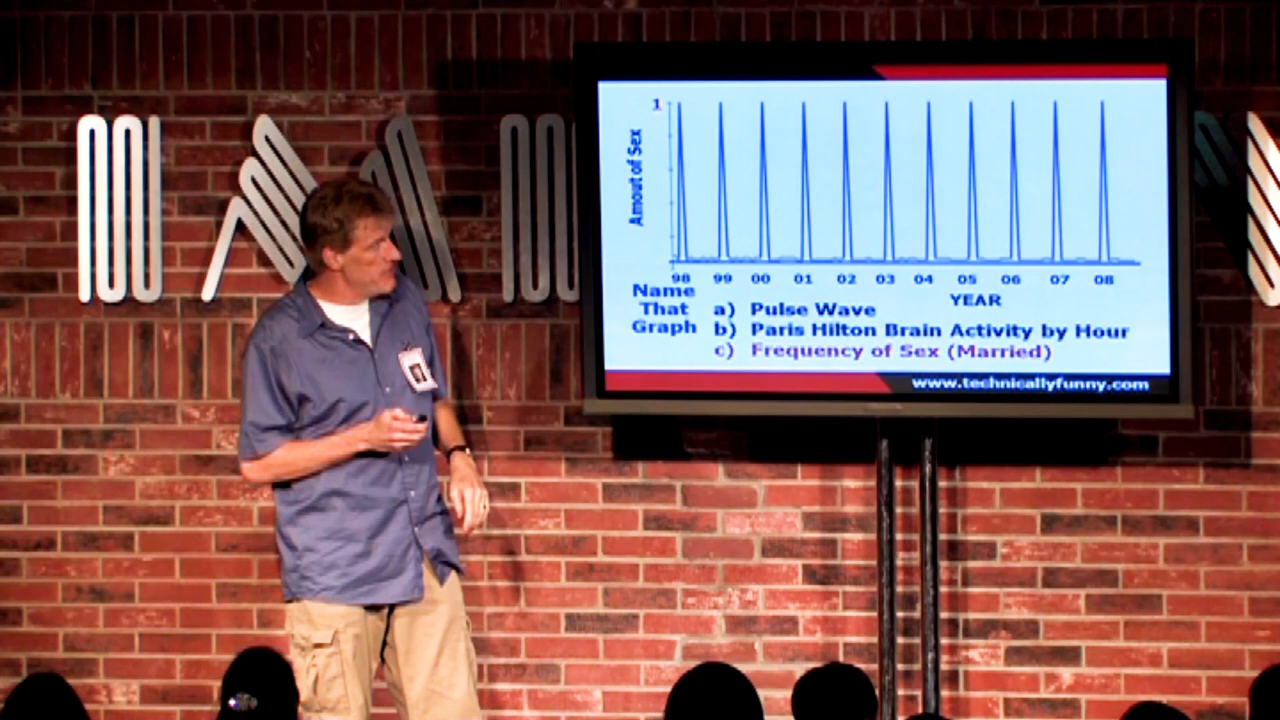 1
Amout of Sex
98 99 00 01 02 03 04 05 06 07 08
YEAR
Name
That
Graph
a) Pulse Wave
b) Paris Hilton Brain Activity by Hour
c) Frequency of Sex (Married)
www.technicallyfunny.com